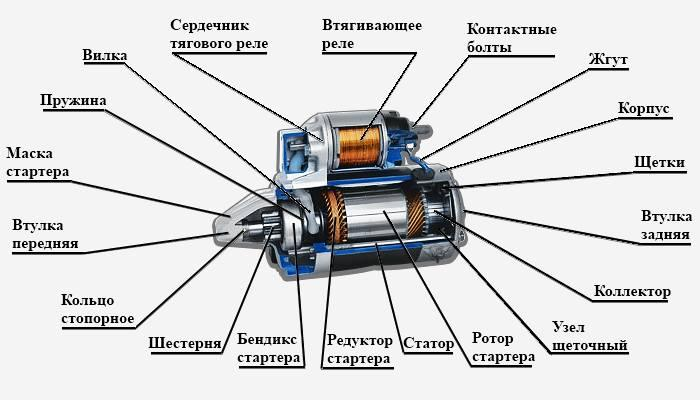 Сердечник
тягового реле
Втягивающее
реле
Контактные
болты
Вилка
Жгут
Пружина
Корпус
Маска
стартера
Щетки
Втулка
передняя
Втулка
задняя
Кольцо
стопорное
Коллектор
Шестерня
Бендикс
стартера
Редуктор
стартера
Статор
Ротор
стартера
Узел
щеточный